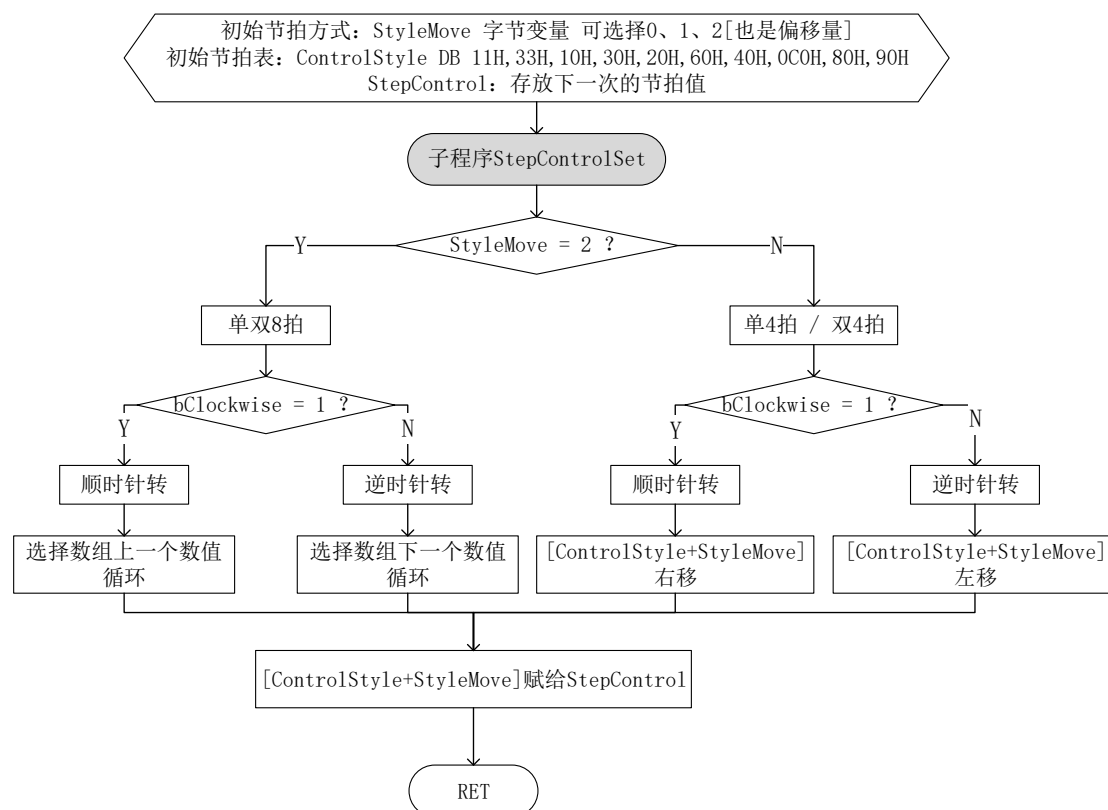 初始节拍方式：StyleMove 字节变量 可选择0、1、2[也是偏移量]
初始节拍表：ControlStyle DB 11H,33H,10H,30H,20H,60H,40H,0C0H,80H,90H
StepControl：存放下一次的节拍值
子程序StepControlSet
StyleMove = 2 ？
Y
N
单双8拍
单4拍 / 双4拍
bClockwise = 1 ？
bClockwise = 1 ？
Y
N
Y
N
顺时针转
逆时针转
顺时针转
逆时针转
选择数组上一个数值
循环
选择数组下一个数值
循环
[ControlStyle+StyleMove]
右移
[ControlStyle+StyleMove]
左移
[ControlStyle+StyleMove]赋给StepControl
RET